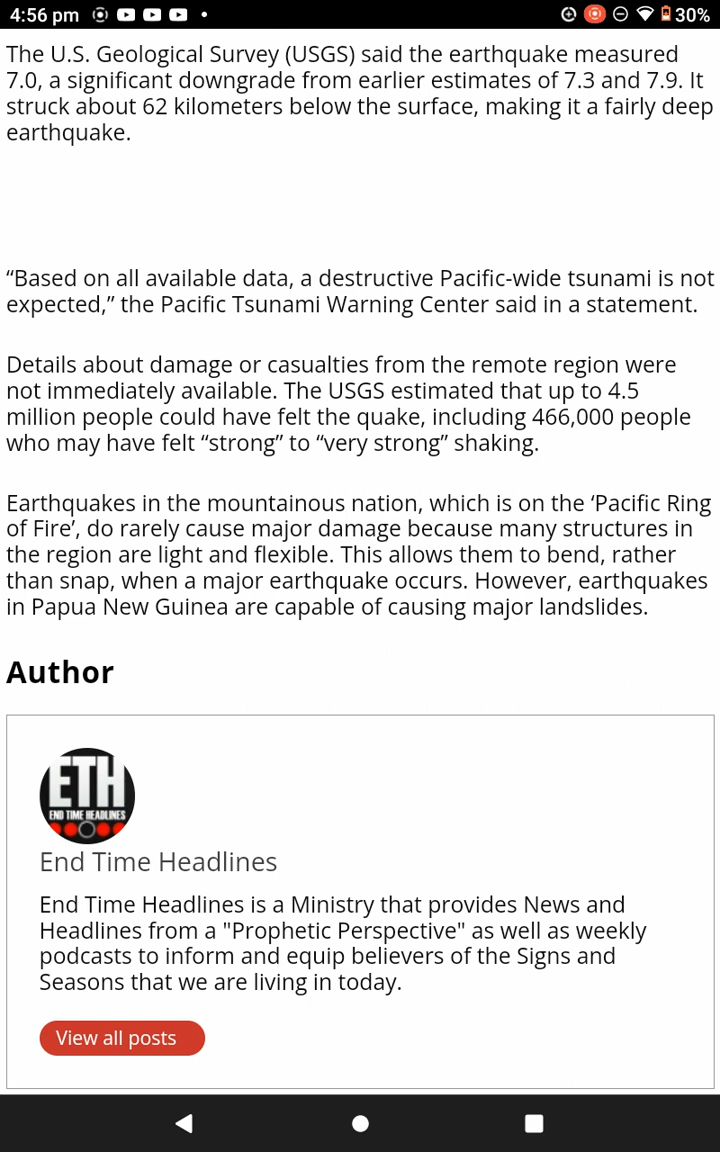 4:56 pm
30%
The U.S. Geological Survey (USGS) said the earthquake measured
7.0, a significant downgrade from earlier estimates of 7.3 and 7.9. It
struck about 62 kilometers below the surface, making it a fairly deep
earthquake.
“Based on all available data, a destructive Pacific-wide tsunami is not
expected,” the Pacific Tsunami Warning Center said in a statement.
Details about damage or casualties from the remote region were
not immediately available. The USGS estimated that up to 4.5
million people could have felt the quake, including 466,000 people
who may have felt “strong” to “very strong” shaking.
Earthquakes in the mountainous nation, which is on the ‘Pacific Ring
of Fire’, do rarely cause major damage because many structures in
the region are light and flexible. This allows them to bend, rather
than snap, when a major earthquake occurs. However, earthquakes
in Papua New Guinea are capable of causing major landslides.
Author
ETH
END TIME HEADLINES
End Time Headlines
End Time Headlines is a Ministry that provides News and
Headlines from a "Prophetic Perspective" as well as weekly
podcasts to inform and equip believers of the Signs and
Seasons that we are living in today.
View all posts